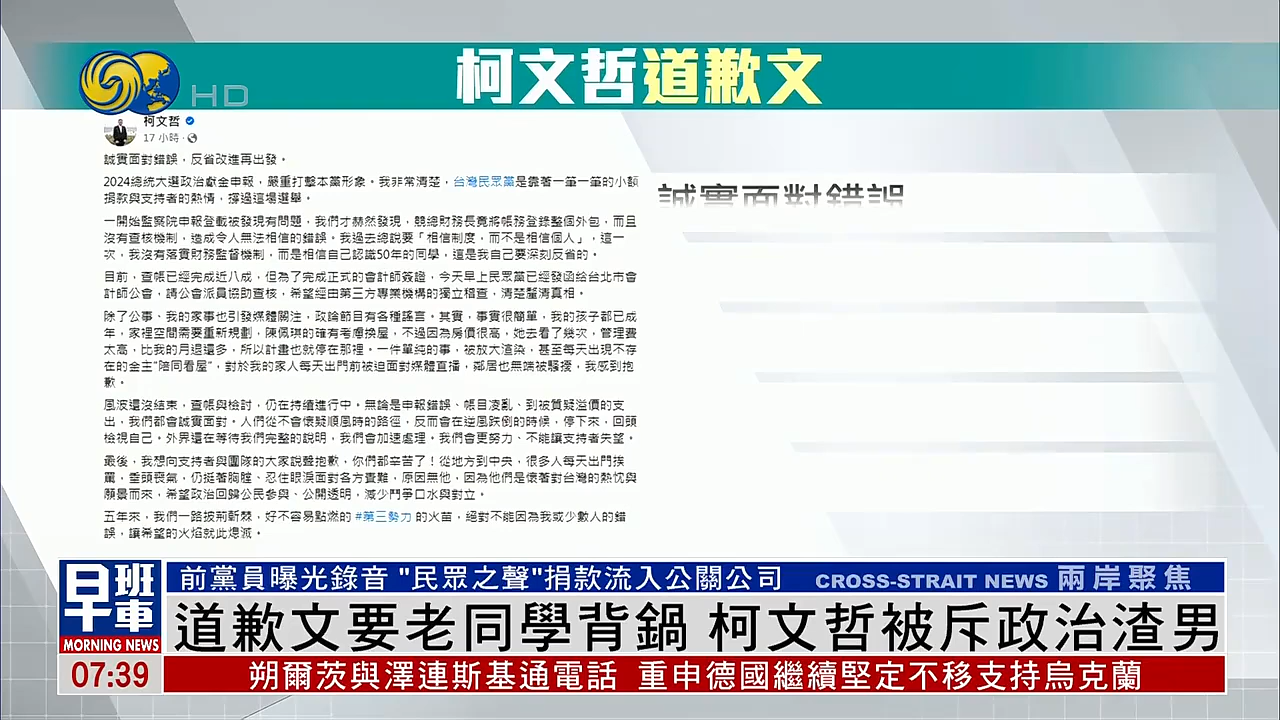 柯文哲道歉文
HD
柯文哲
17 小時
誠實面對錯誤，反省改進再出發。
2024總統大選政治獻金申報，嚴重打擊本黨形象。我非常清楚，台灣民眾黨是靠著一筆一筆的小額
捐款與支持者的熱情，撐過這場選舉。
誠實面對錯誤
一開始監察院申報登載被發現有問題，我們才赫然發現，競總財務長竟將帳務登錄整個外包，而且
沒有查核機制，造成令人無法相信的錯誤。我過去總說要「相信制度，而不是相信個人」，這一
次，我沒有落實財務監督機制，而是相信自己認識50年的同學，這是我自己要深刻反省的。
目前，查帳已經完成近八成，但為了完成正式的會計師簽證，今天早上民眾黨已經發函給台北市會
計師公會，請公會派員協助查核，希望經由第三方專業機構的獨立稽查，清楚釐清真相。
除了公事、我的家事也引發媒體關注，政論節目有各種謠言。其實，事實很簡單，我的孩子都已成
年，家裡空間需要重新規劃，陳佩琪的確有考慮換屋，不過因為房價很高，她去看了幾次，管理費
太高，比我的月退還多，所以計畫也就停在那裡。一件單純的事，被放大渲染，甚至每天出現不存
在的金主"陪同看屋"，對於我的家人每天出門前被迫面對媒體直播，鄰居也無端被騷擾，我感到抱
歉。
風波還沒結束，查帳與檢討，仍在持續進行中。無論是申報錯誤、帳目凌亂、到被質疑溢價的支
出，我們都會誠實面對。人們從不會懷疑順風時的路徑，反而會在逆風跌倒的時候，停下來，回頭
檢視自己。外界還在等待我們完整的說明，我們會加速處理。我們會更努力、不能讓支持者失望。
最後，我想向支持者與團隊的大家說聲抱歉，你們都辛苦了！從地方到中央，很多人每天出門挨
罵，垂頭喪氣，仍挺著胸膛、忍住眼淚面對各方責難，原因無他，因為他們是懷著對台灣的熱忱與
願景而來，希望政治回歸公民參與、公開透明，減少鬥爭口水與對立。
五年來，我們一路披荊斬棘，好不容易點燃的 #第三勢力 的火苗，絕對不能因為我或少數人的錯
誤，讓希望的火焰就此熄滅。
早班車
MORNING NEWS
07:39
前黨員曝光錄音 "民眾之聲"捐款流入公關公司
CROSS-STRAIT NEWS 兩岸聚焦
道歉文要老同學背鍋 柯文哲被斥政治渣男
朔爾茨與澤連斯基通電話 重申德國繼續堅定不移支持烏克蘭